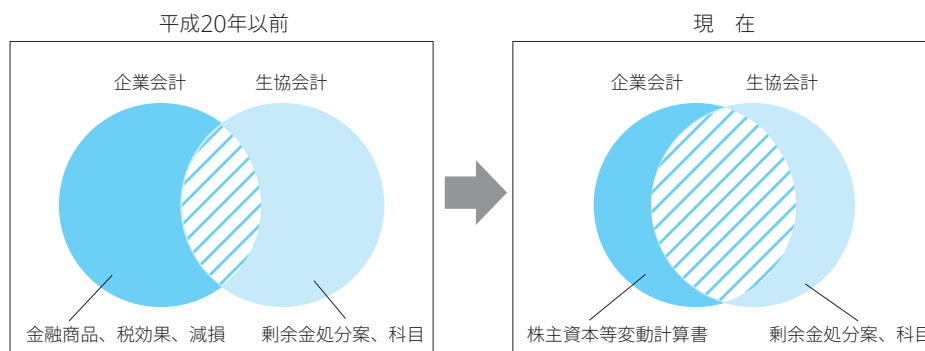 平成20年以前
企業会計
生協会計
金融商品、税効果、減損
剰余金処分案、科目
現　在
企業会計
生協会計
株主資本等変動計算書
剰余金処分案、科目